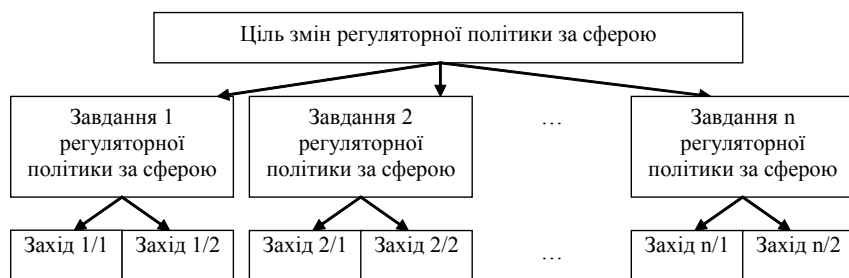 Ціль змін регуляторної політики за сферою
Завдання 1
регуляторної
політики за сферою
Завдання 2
регуляторної
політики за сферою
…
Завдання n
регуляторної
політики за сферою
Захід 1/1
Захід 1/2
Захід 2/1
Захід 2/2
…
Захід n/1
Захід n/2